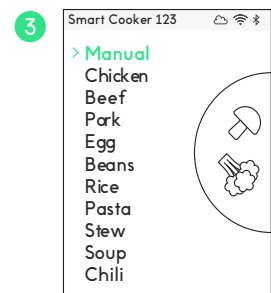 3
Smart Cooker 123
> Manual
Chicken
Beef
Pork
Egg
Beans
Rice
Pasta
Stew
Soup
Chili